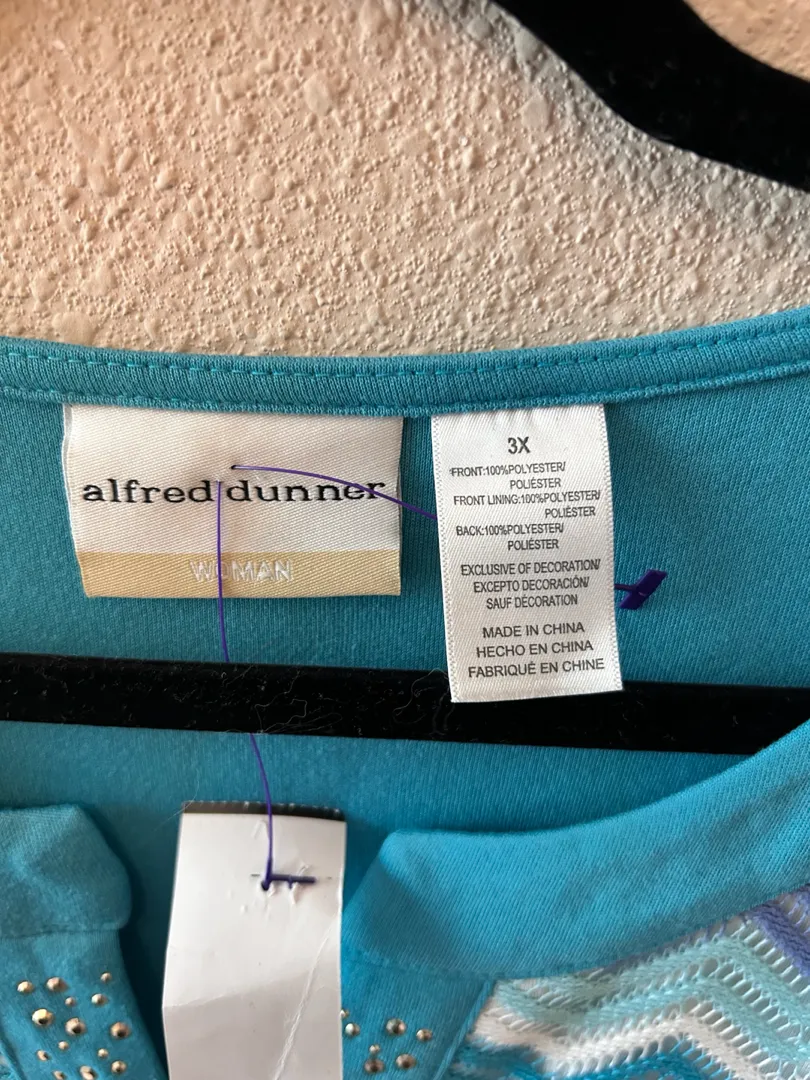 alfred dunner
WOMAN
3X
FRONT:100%POLYESTER/
POLIÉSTER
FRONT LINING:100%POLYESTER/
POLIÉSTER
BACK:100%POLYESTER/
POLIÉSTER
EXCLUSIVE OF DECORATION/
EXCEPTO DECORACIÓN/
SAUF DÉCORATION
MADE IN CHINA
HECHO EN CHINA
FABRIQUÉ EN CHINE